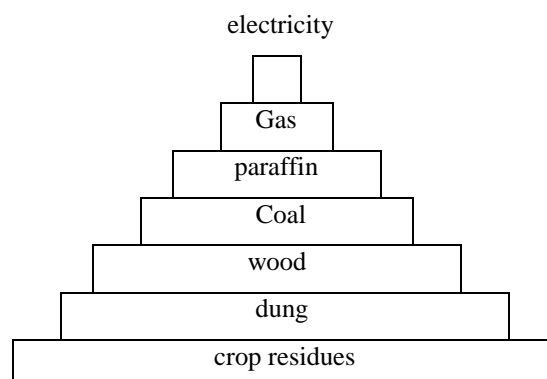 electricity
Gas
paraffin
Coal
wood
dung
crop residues